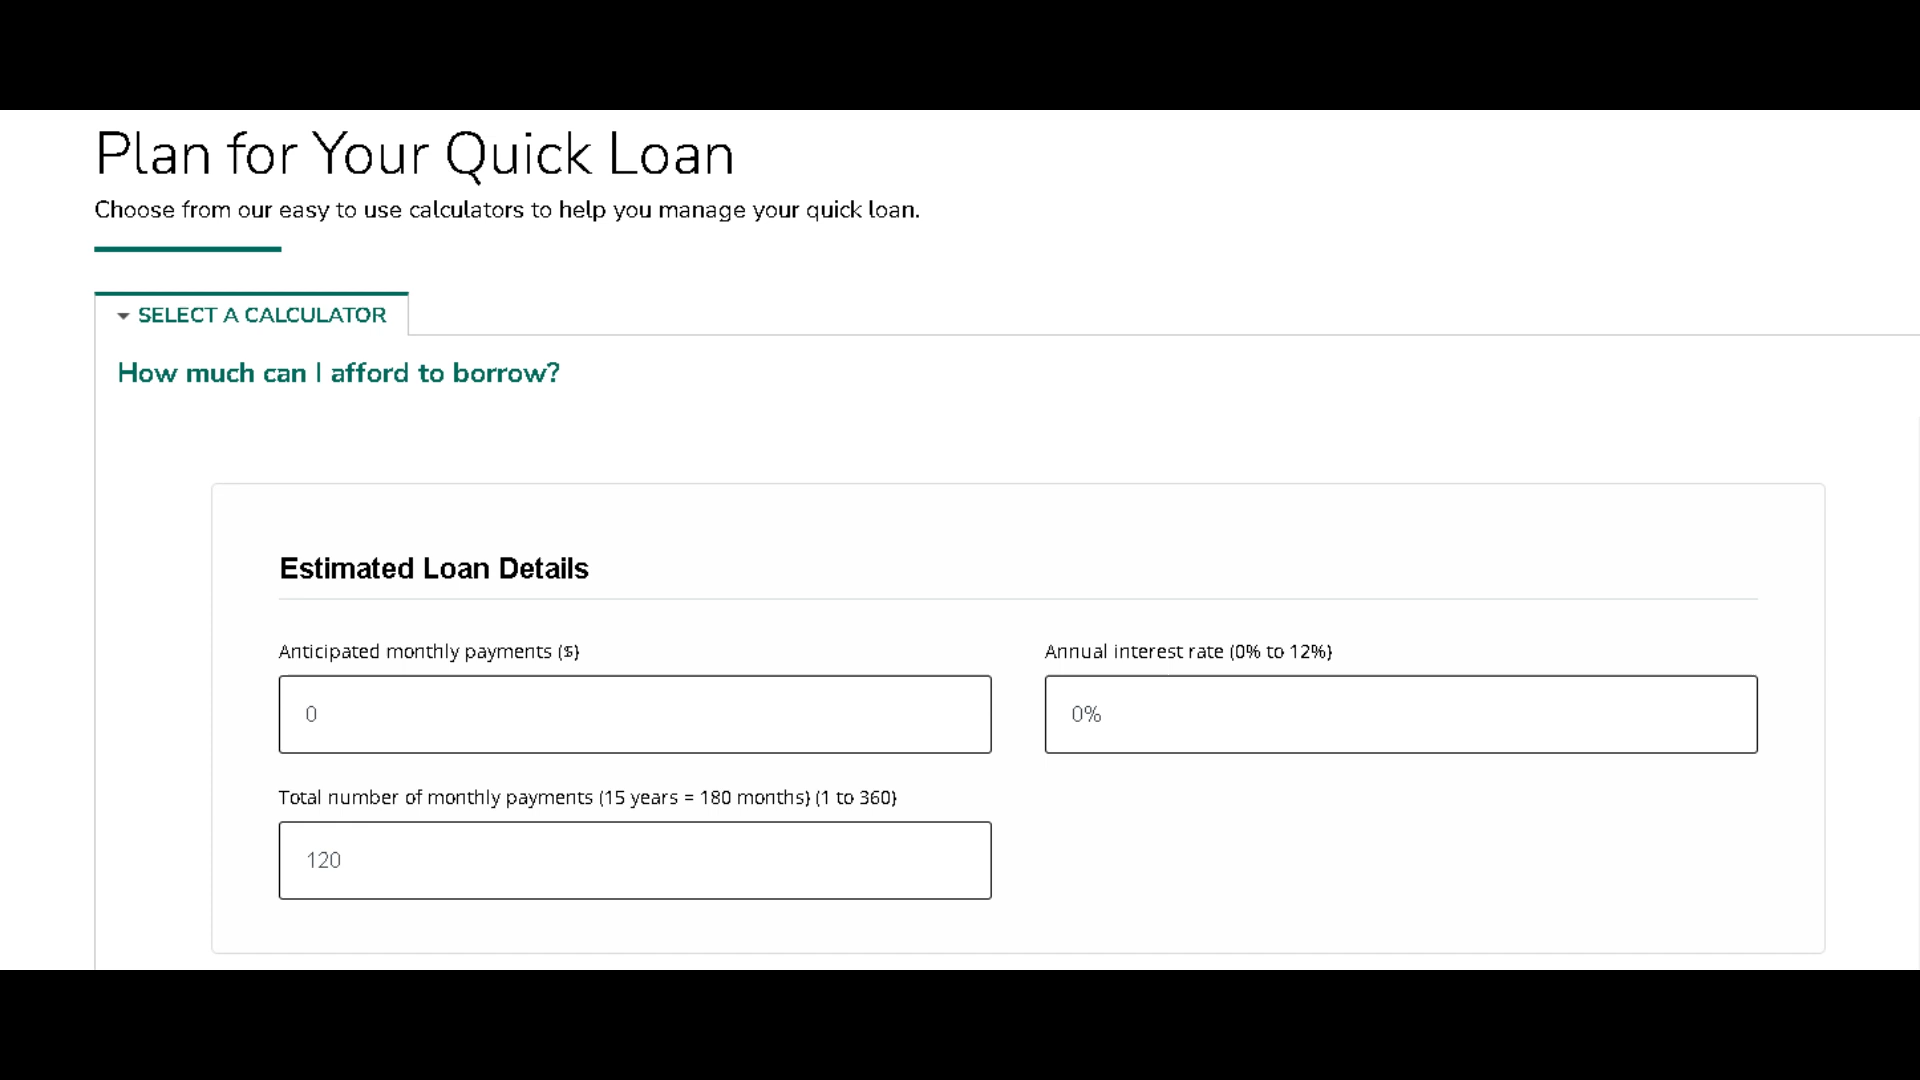 Plan for Your Quick Loan
Choose from our easy to use calculators to help you manage your quick loan.
SELECT A CALCULATOR
How much can I afford to borrow?
Estimated Loan Details
Anticipated monthly payments ($)
Annual interest rate (0% to 12%)
0
0%
Total number of monthly payments (15 years = 180 months) (1 to 360)
120